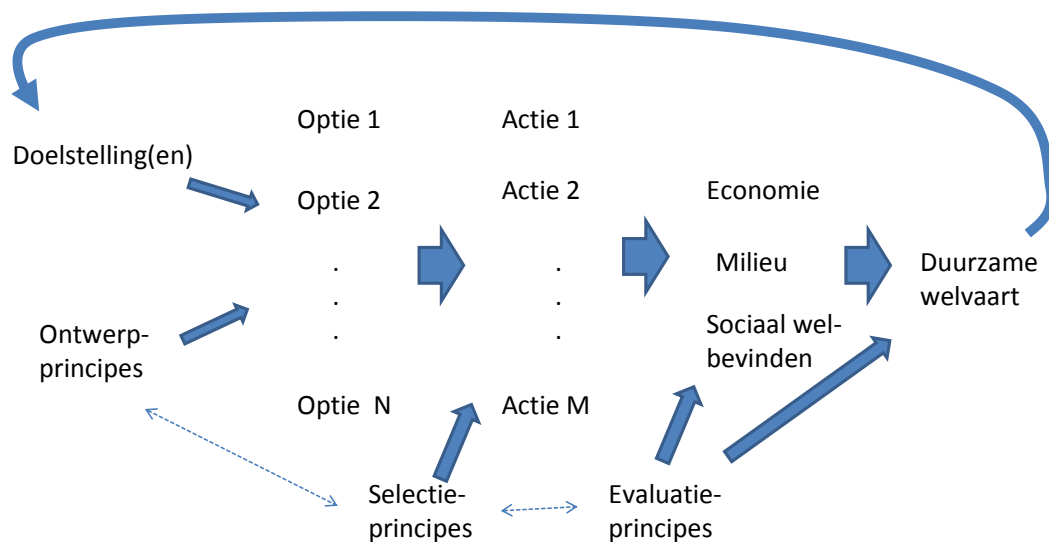 Doelstelling(en)
Ontwerp-
principes
Optie 1
Optie 2
.
.
.
Optie N
Actie 1
Actie 2
.
.
.
Actie M
Selectie-
principes
Economie
Milieu
Sociaal wel-
bevinden
Evaluatie-
principes
Duurzame
welvaart